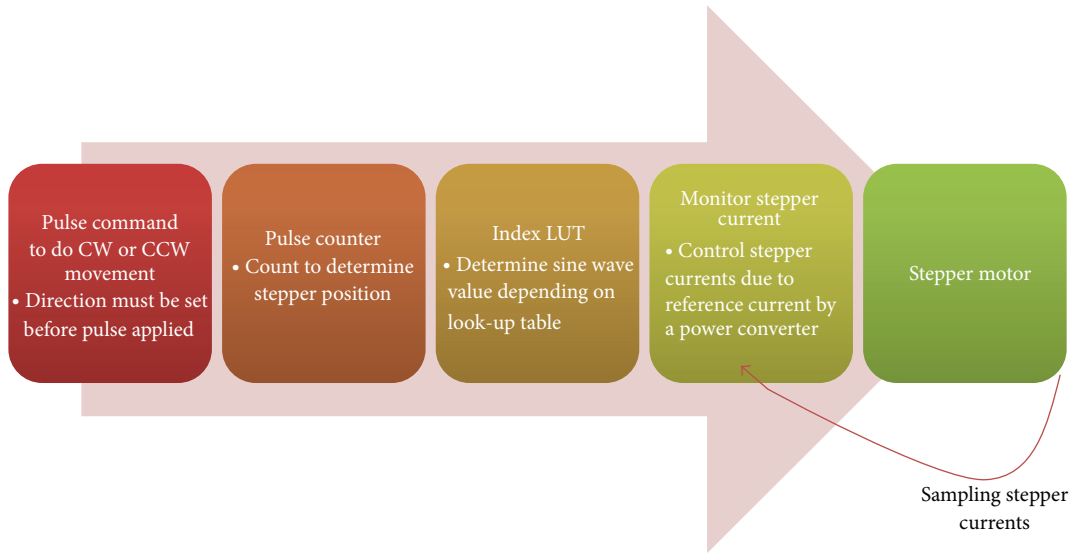 Pulse command
to do CW or CCW
movement
• Direction must be set
before pulse applied
Pulse counter
• Count to determine
stepper position
Index LUT
• Determine sine wave
value depending on
look-up table
Monitor stepper
current
• Control stepper
currents due to
reference current by
a power converter
Stepper motor
Sampling stepper
currents